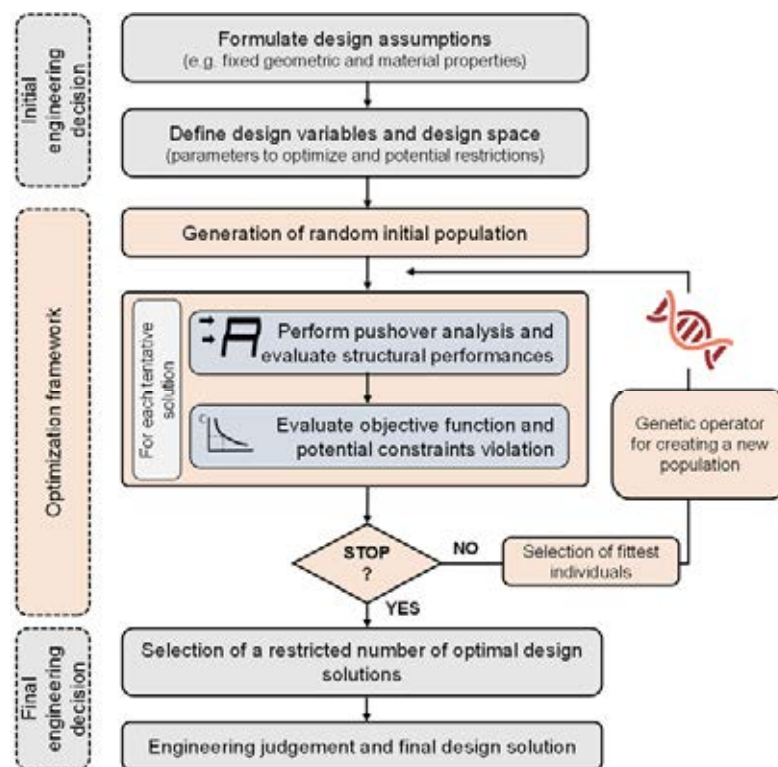 Initial
engineering
decision
Formulate design assumptions
(e.g. fixed geometric and material properties)
Define design variables and design space
(parameters to optimize and potential restrictions)
Optimization framework
Generation of random initial population
For each tentative
solution
Perform pushover analysis and
evaluate structural performances
C
Evaluate objective function and
potential constraints violation
Genetic operator
for creating a new
population
STOP
?
NO
Selection of fittest
individuals
YES
Final
engineering
decision
Selection of a restricted number of optimal design
solutions
Engineering judgement and final design solution